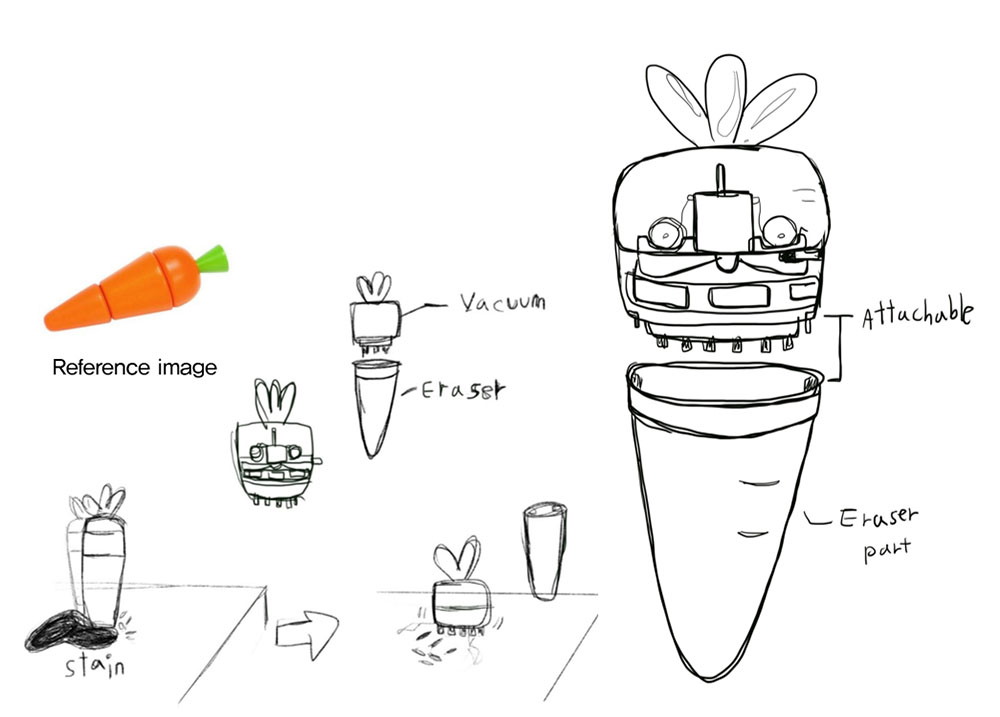 Reference image
Vacuum
Eraser
stain
Attachable
Eraser
part